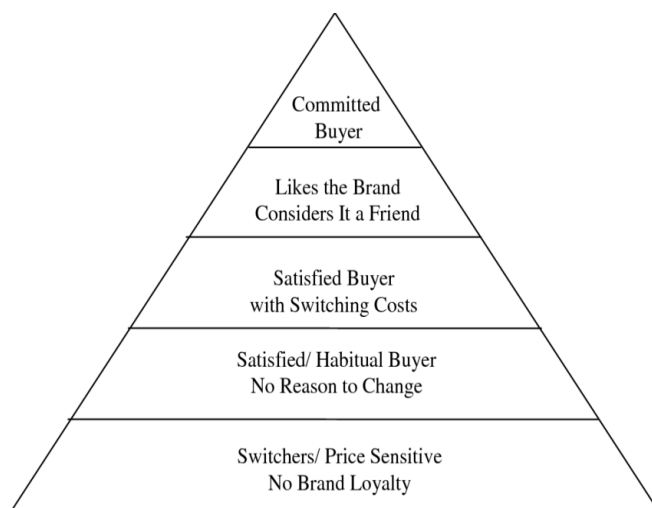 Committed
Buyer
Likes the Brand
Considers It a Friend
Satisfied Buyer
with Switching Costs
Satisfied/ Habitual Buyer
No Reason to Change
Switchers/ Price Sensitive
No Brand Loyalty